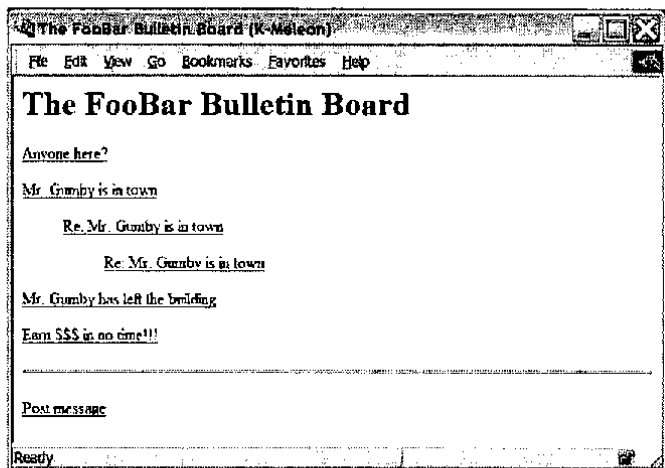 The FooBar Bulletin Board (K-Meleon)
File Edit View Go Bookmarks Favorites Help
The FooBar Bulletin Board
Anyone here?
Mr. Gumby is in town
Re: Mr. Gumby is in town
Re: Mr. Gumby is in town
Mr. Gumby has left the building
Earn $$$ in no time!!!
Post message
Ready